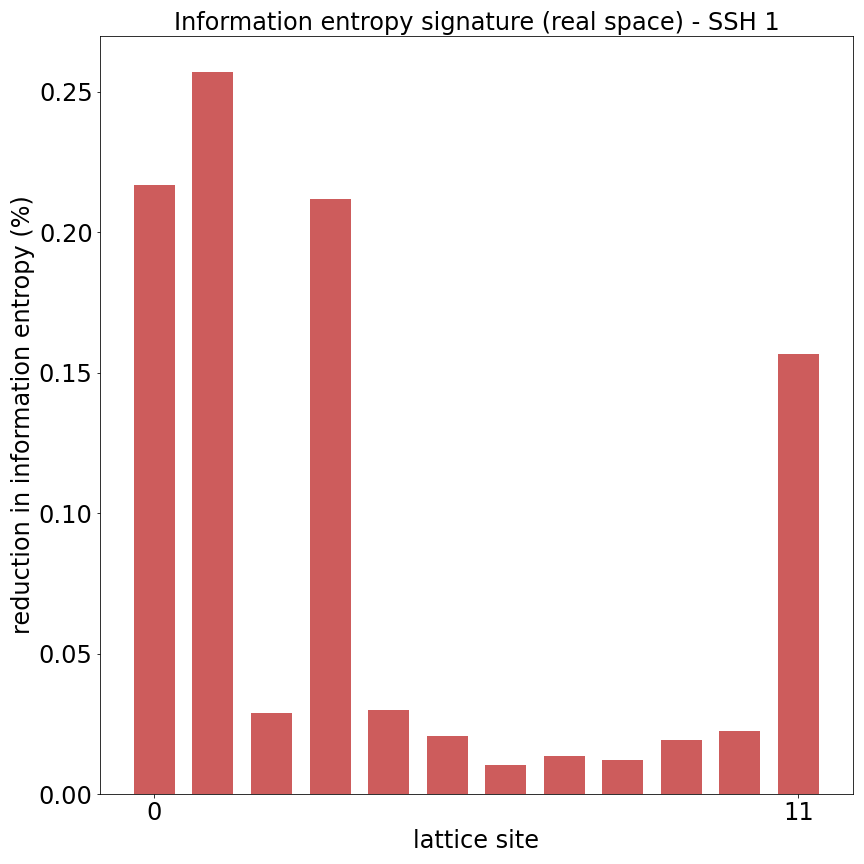 Information entropy signature (real space) - SSH 1
reduction in information entropy (%)
0.25
0.20
0.15
0.10
0.05
0.00
0 11
lattice site